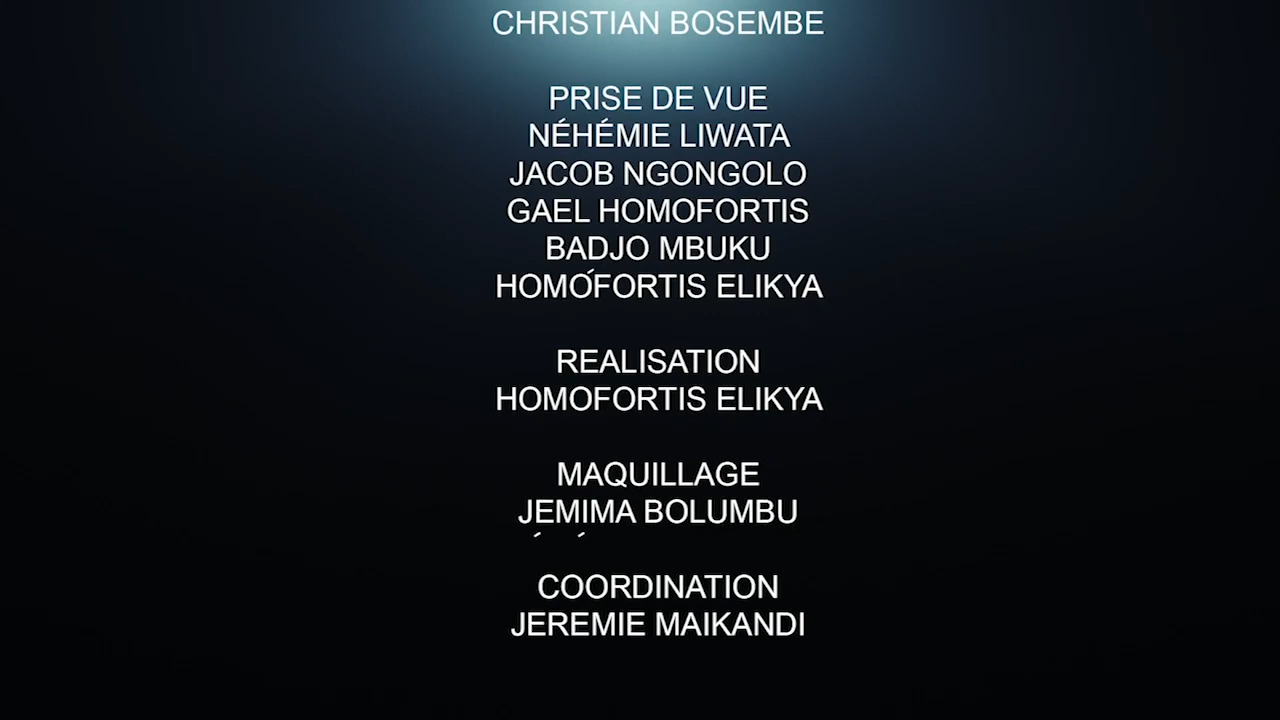 CHRISTIAN BOSEMBE
PRISE DE VUE
NÉHÉMIE LIWATA
JACOB NGONGOLO
GAEL HOMOFORTIS
BADJO MBUKU
HOMOFORTIS ELIKYA
REALISATION
HOMOFORTIS ELIKYA
MAQUILLAGE
JEMIMA BOLUMBU
COORDINATION
JEREMIE MAIKANDI